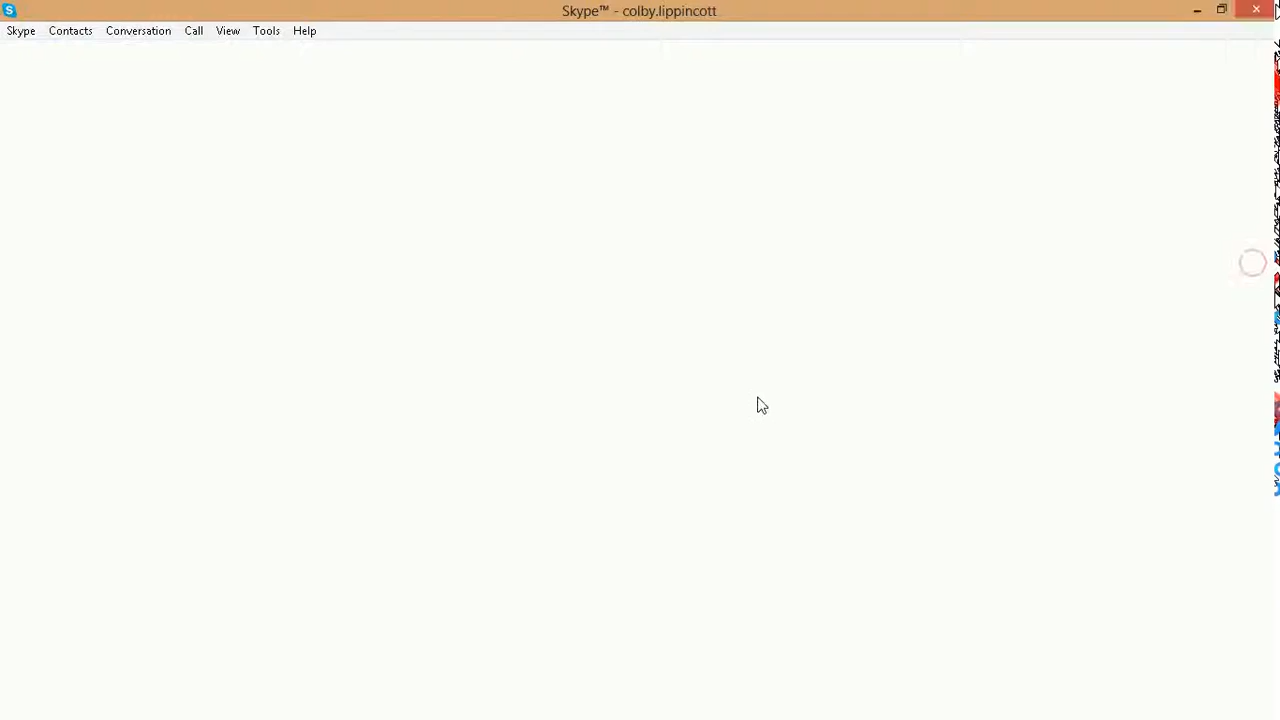 Skype™ - colby.lippincott
Skype Contacts Conversation Call View Tools Help